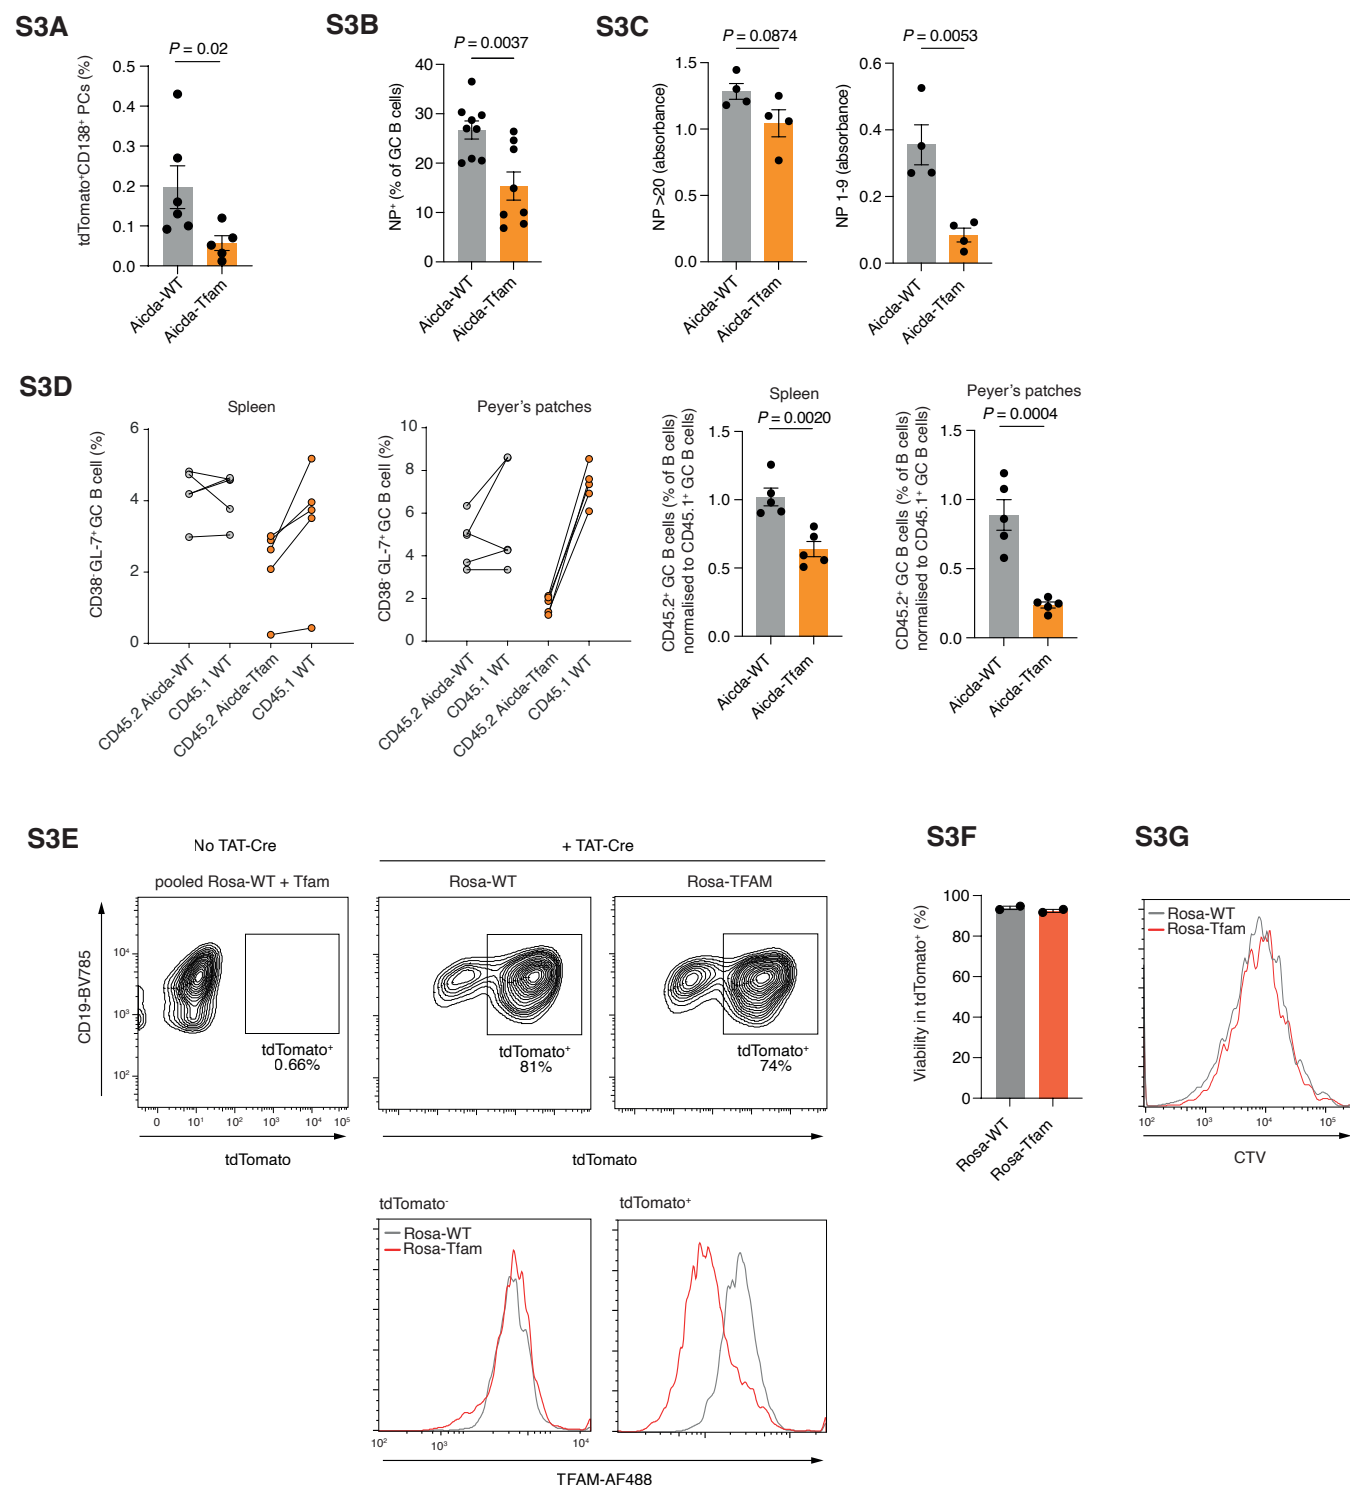 S3A
P = 0.02
tdTomato⁺CD138⁺ PCs (%)
0.5
0.4
0.3
0.2
0.1
0.0
Aicda-WT
Aicda-Tfam
S3B
P = 0.0037
NP⁺ (% of GC B cells)
40
30
20
10
0
Aicda-WT
Aicda-Tfam
S3C
P = 0.0874
NP >20 (absorbance)
1.5
1.0
0.5
0.0
Aicda-WT
Aicda-Tfam
P = 0.0053
NP 1-9 (absorbance)
0.6
0.4
0.2
0.0
Aicda-WT
Aicda-Tfam
S3D
Spleen
CD38⁻ GL-7⁺ GC B cell (%)
6
4
2
0
CD45.2 Aicda-WT
CD45.1 WT
CD45.2 Aicda-Tfam
CD45.1 WT
Peyer's patches
CD38⁻ GL-7⁺ GC B cell (%)
10
8
6
4
2
0
CD45.2 Aicda-WT
CD45.1 WT
CD45.2 Aicda-Tfam
CD45.1 WT
Spleen
P = 0.0020
CD45.2⁺ GC B cells (% of B cells)
normalised to CD45.1⁺ GC B cells
1.5
1.0
0.5
0.0
Aicda-WT
Aicda-Tfam
Peyer's patches
P = 0.0004
CD45.2⁺ GC B cells (% of B cells)
normalised to CD45.1⁺ GC B cells
1.5
1.0
0.5
0.0
Aicda-WT
Aicda-Tfam
S3E
No TAT-Cre
+ TAT-Cre
pooled Rosa-WT + Tfam
Rosa-WT
Rosa-TFAM
CD19-BV785
10⁴
10³
10²
tdTomato⁺
0.66%
tdTomato⁺
81%
tdTomato⁺
74%
0 10¹ 10² 10³ 10⁴ 10⁵
tdTomato
tdTomato
tdTomato⁻
Rosa-WT
Rosa-Tfam
tdTomato⁺
10² 10³ 10⁴
TFAM-AF488
S3F
Viability in tdTomato⁺ (%)
100
80
60
40
20
0
Rosa-WT
Rosa-Tfam
S3G
Rosa-WT
Rosa-Tfam
10² 10³ 10⁴ 10⁵
CTV